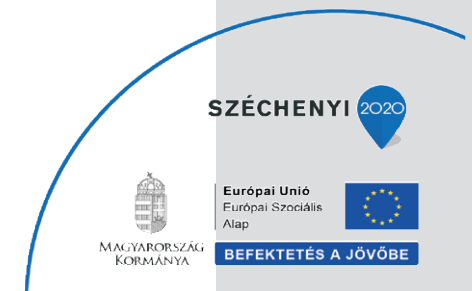 SZÉCHENYI 2020
Európai Unió
Európai Szociális
Alap
MAGYARORSZÁG
KORMÁNYA
BEFEKTETÉS A JÖVŐBE